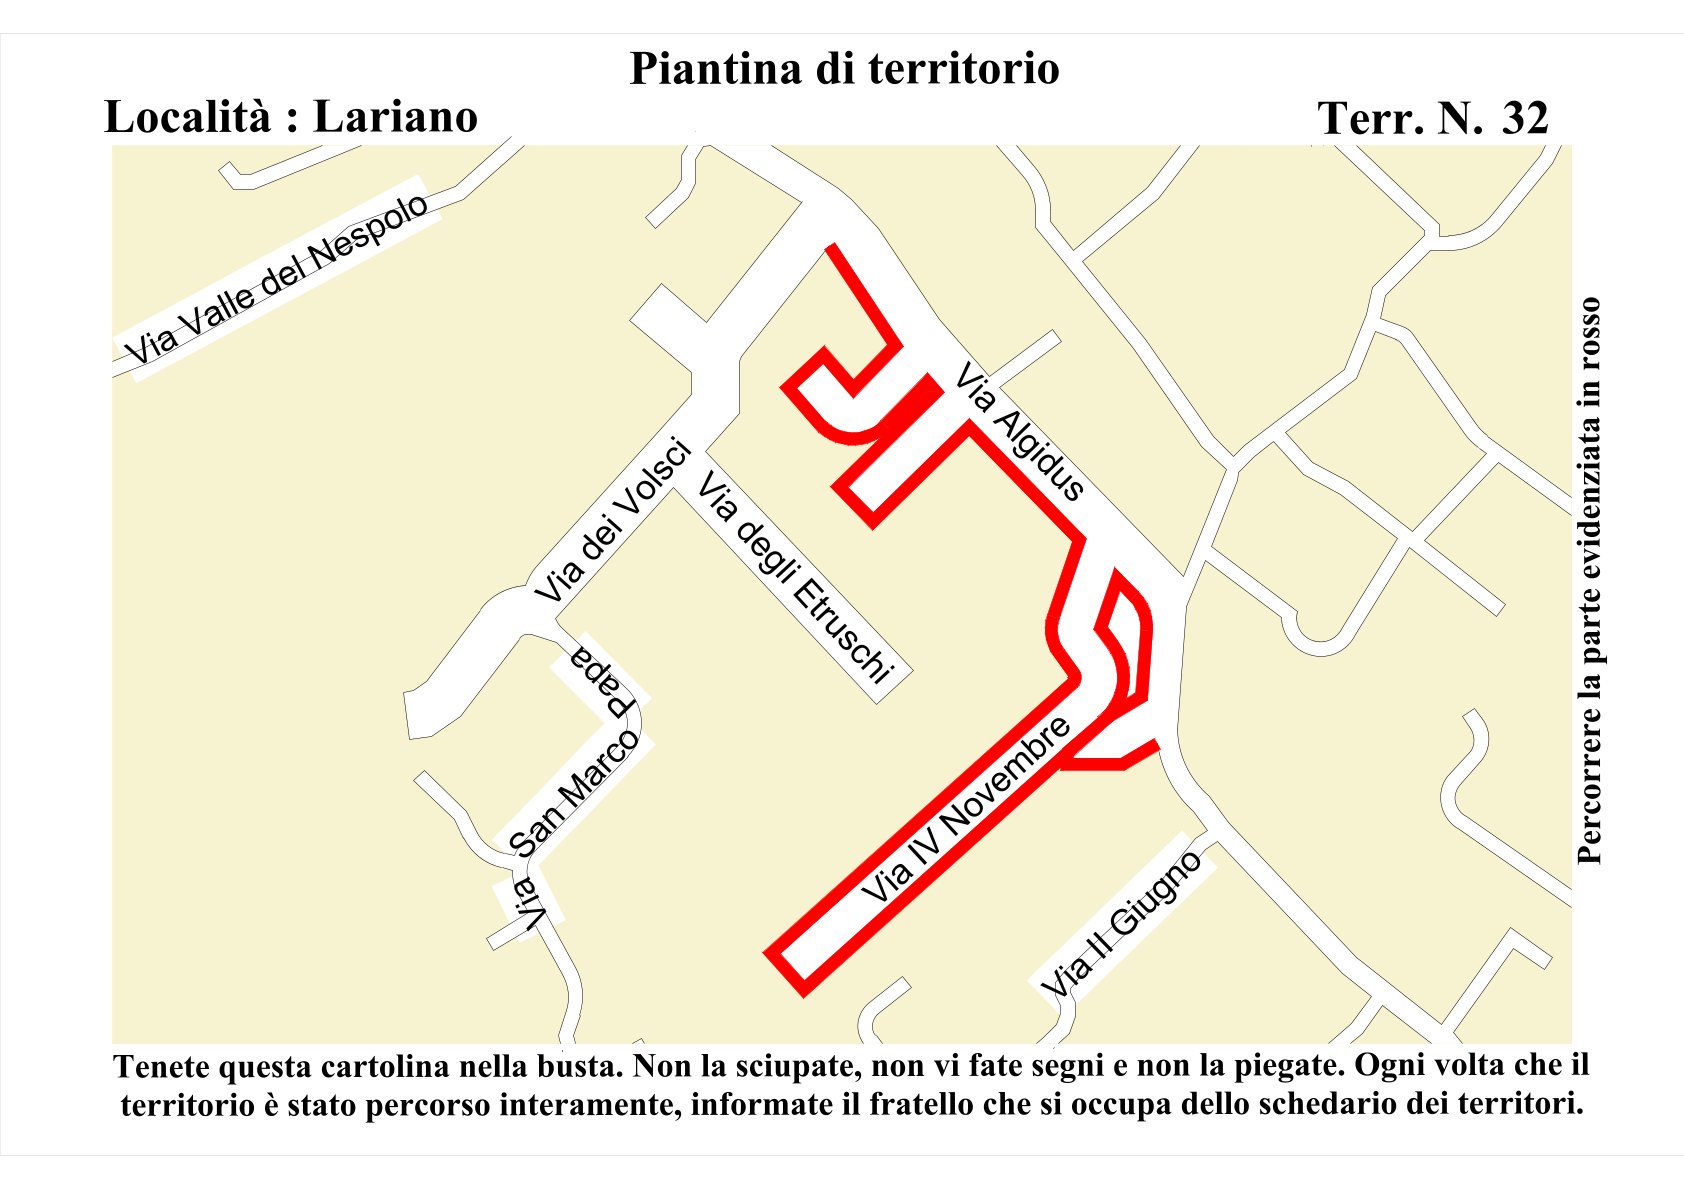 Piantina di territorio
Località : Lariano
Terr. N. 32
Via Valle del Nespolo
Via Algidus
Via dei Volsci
Via degli Etruschi
Via San Marco Papa
Via IV Novembre
Via II Giugno
Percorrere la parte evidenziata in rosso
Tenete questa cartolina nella busta. Non la sciupate, non vi fate segni e non la piegate. Ogni volta che il
territorio è stato percorso interamente, informate il fratello che si occupa dello schedario dei territori.